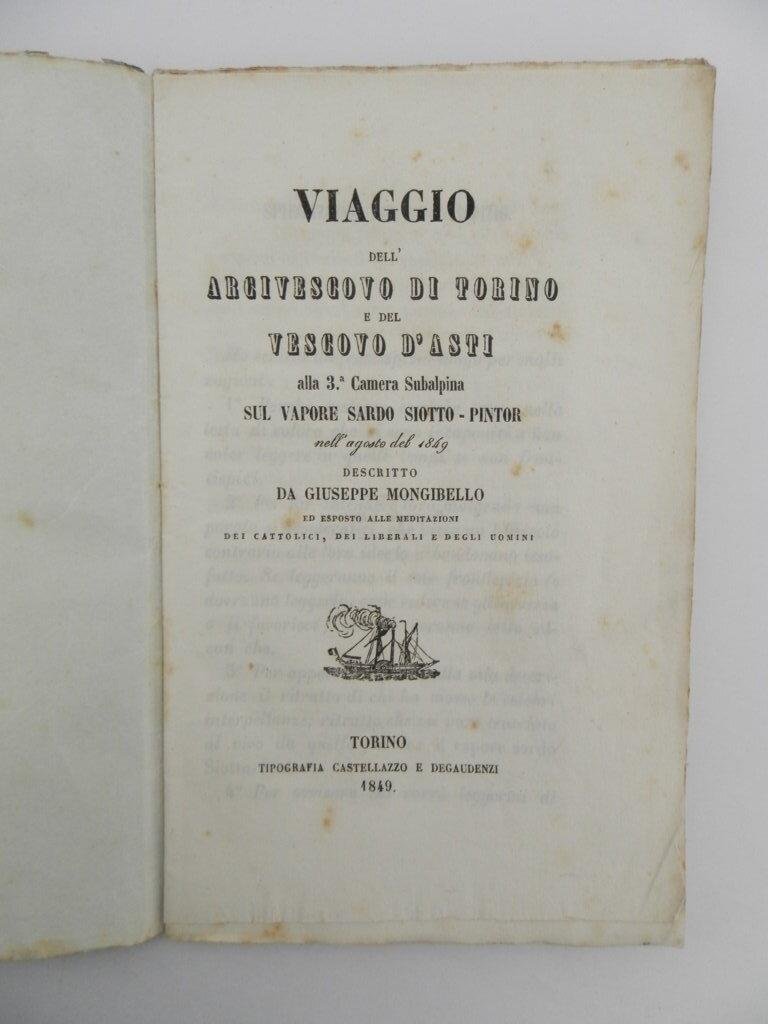 VIAGGIO
DELL'
ARCIVESCOVO DI TORINO
E DEL
VESCOVO D'ASTI
alla 3.ª Camera Subalpina
SUL VAPORE SARDO SIOTTO - PINTOR
nell'agosto del 1849
DESCRITTO
DA GIUSEPPE MONGIBELLO
ED ESPOSTO ALLE MEDITAZIONI
DEI CATTOLICI, DEI LIBERALI E DEGLI UOMINI
TORINO
TIPOGRAFIA CASTELLAZZO E DEGAUDENZI
1849.